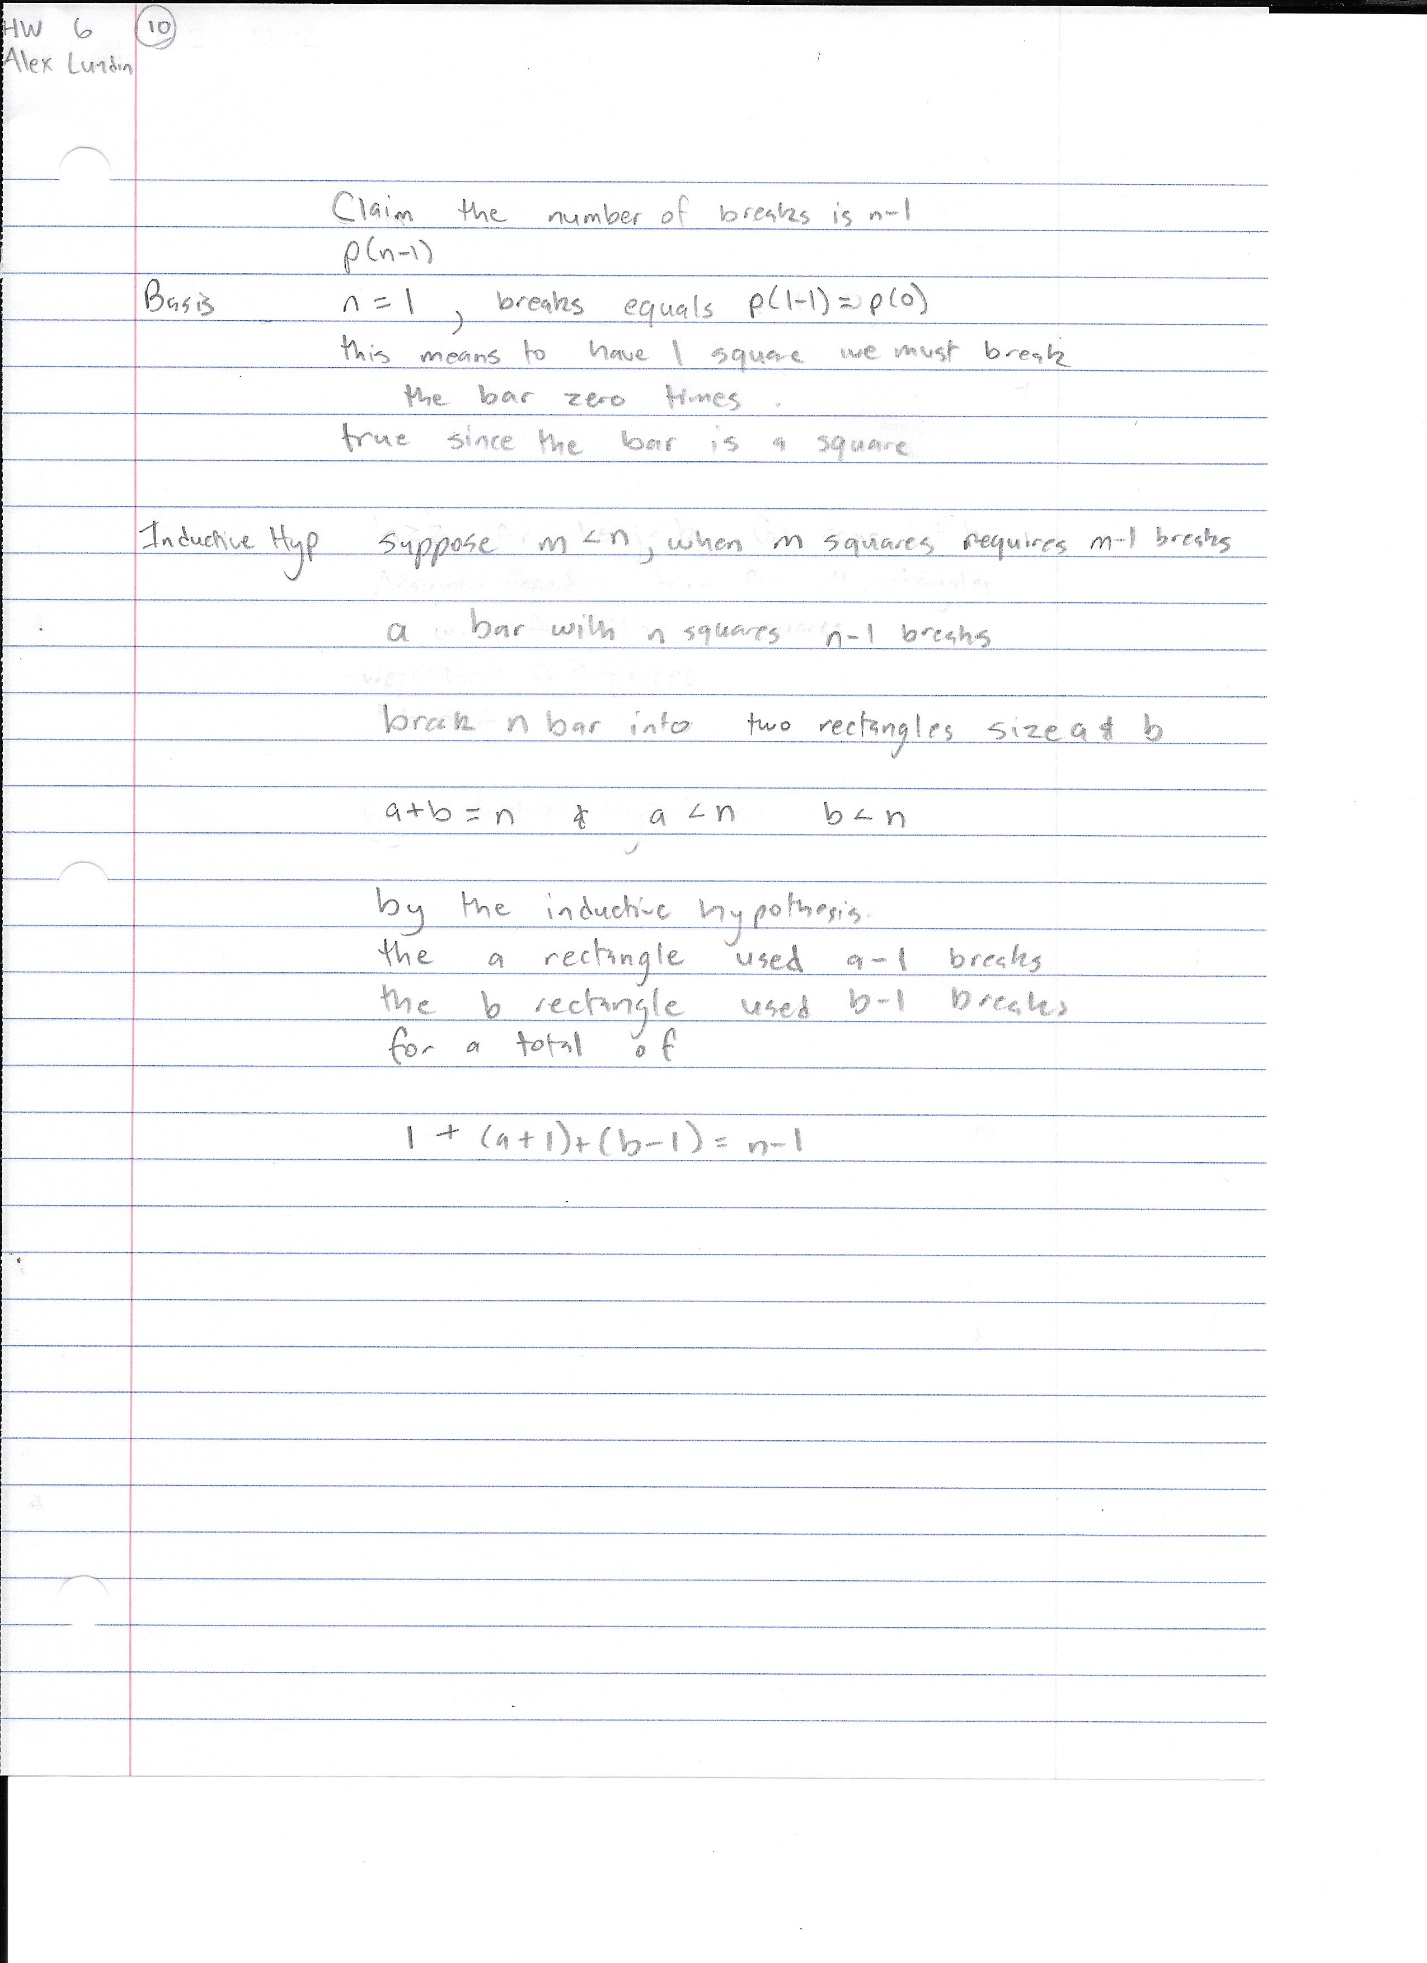 HW 6 10
Alex Lundin
Claim the number of breaks is n-1
p(n-1)
Basis n = 1, breaks equals p(1-1) = p(0)
this means to have 1 square we must break
the bar zero times.
true since the bar is a square
Inductive Hyp suppose m < n, when m squares requires m-1 breaks
a bar with n squares n-1 breaks
break n bar into two rectangles size a & b
a+b = n & a < n b < n
by the inductive hypothesis.
the a rectangle used a-1 breaks
the b rectangle used b-1 breaks
for a total of
1 + (a+1)+(b-1) = n-1